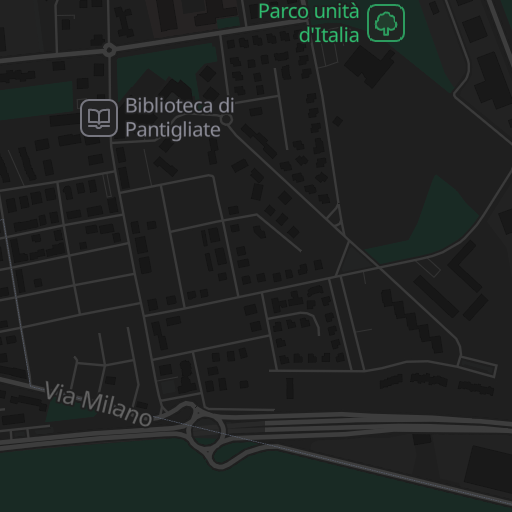 Parco unità
d'Italia
Biblioteca di
Pantigliate
Via Milano